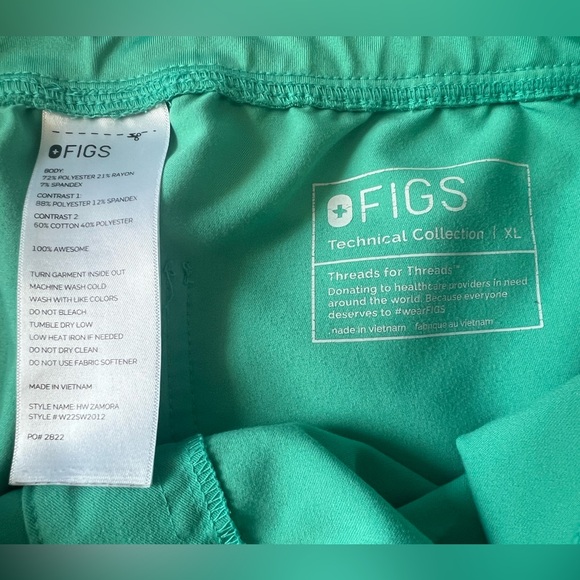 FIGS
BODY:
72% POLYESTER 21% RAYON
7% SPANDEX
CONTRAST 1:
88% POLYESTER 12% SPANDEX
CONTRAST 2:
60% COTTON 40% POLYESTER
100% AWESOME
TURN GARMENT INSIDE OUT
MACHINE WASH COLD
WASH WITH LIKE COLORS
DO NOT BLEACH
TUMBLE DRY LOW
LOW HEAT IRON IF NEEDED
DO NOT DRY CLEAN
DO NOT USE FABRIC SOFTENER
MADE IN VIETNAM
STYLE NAME: HW ZAMORA
STYLE #: W22SW2012
PO# 2822
FIGS
Technical Collection | XL
Threads for Threads™
Donating to healthcare providers in need
around the world. Because everyone
deserves to #wearFIGS
made in vietnam fabriqué au Vietnam